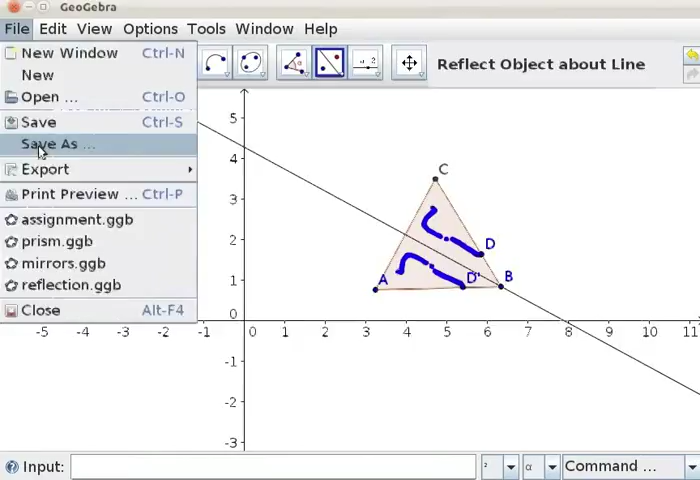 GeoGebra
File Edit View Options Tools Window Help
New Window Ctrl-N
New
Open ... Ctrl-O
Save Ctrl-S
Save As ...
Export
Print Preview ... Ctrl-P
assignment.ggb
prism.ggb
mirrors.ggb
reflection.ggb
Close Alt-F4
Reflect Object about Line
5
4
3
2
1
0
-1
-2
-3
-5 -4 -3 -2 -1 0 1 2 3 4 5 6 7 8 9 10 11
C
D
A D' B
Input: 2 α Command ...